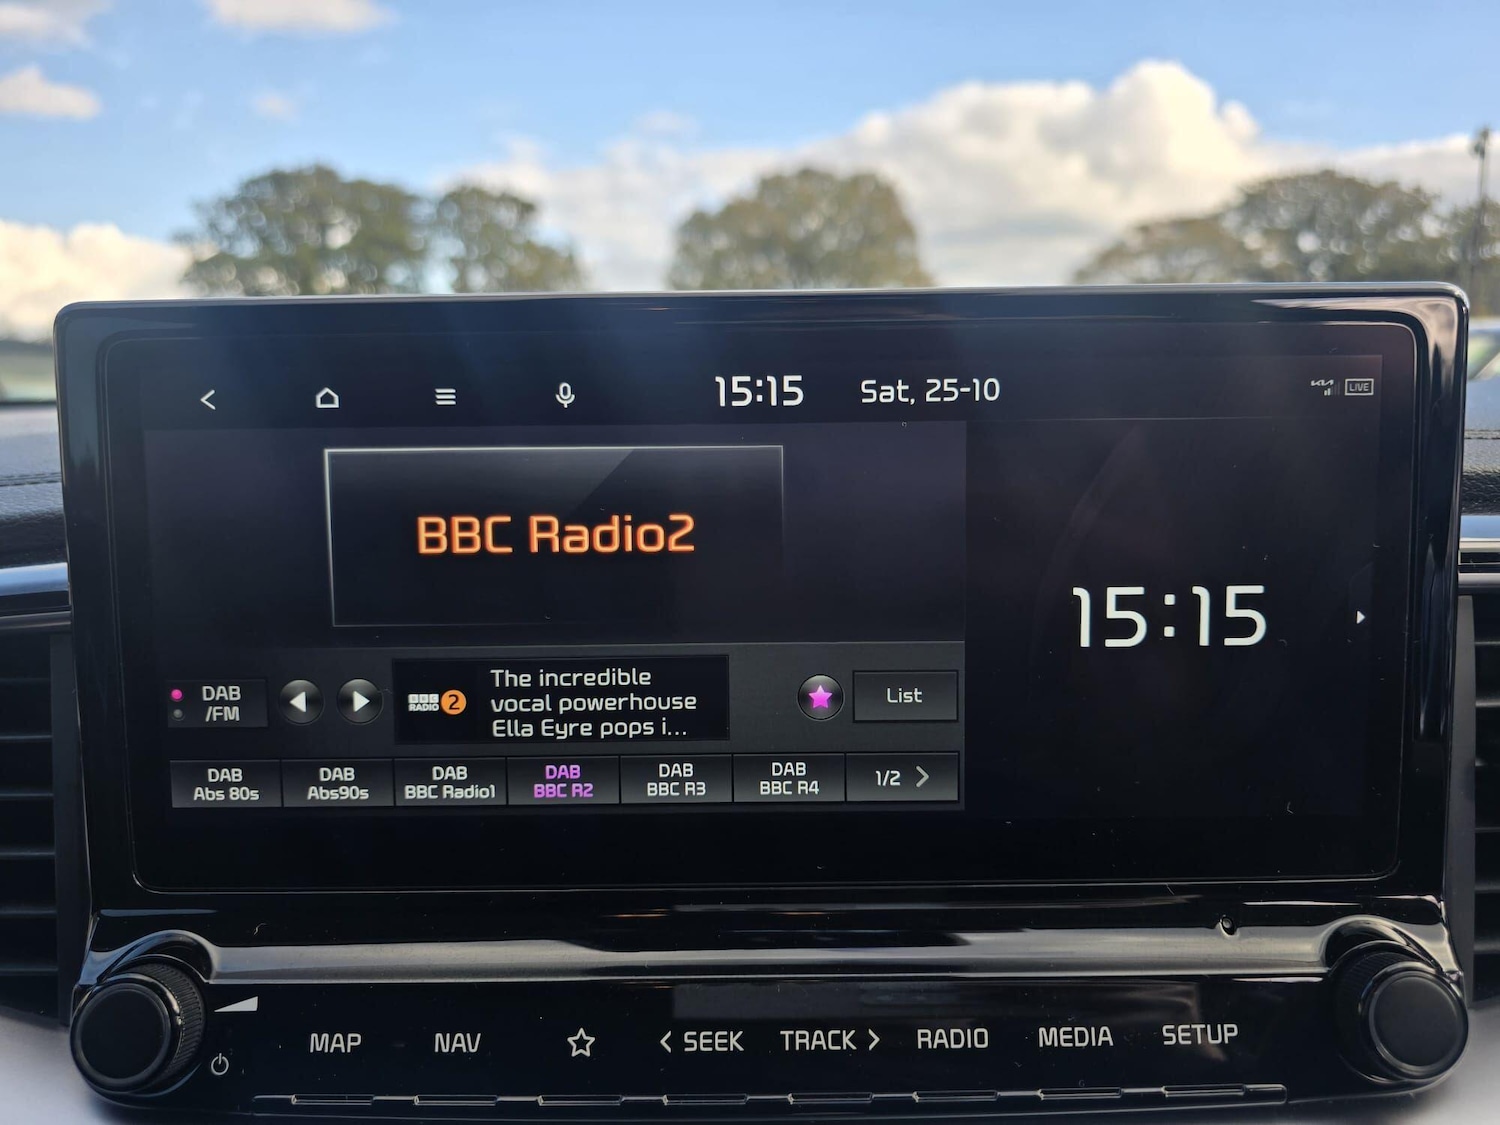 15:15 Sat, 25-10
KIA LIVE
BBC Radio2
15:15
DAB
/FM
BBC
RADIO 2
The incredible
vocal powerhouse
Ella Eyre pops i...
List
DAB
Abs 80s
DAB
Abs90s
DAB
BBC Radio1
DAB
BBC R2
DAB
BBC R3
DAB
BBC R4
1/2 >
MAP NAV < SEEK TRACK > RADIO MEDIA SETUP